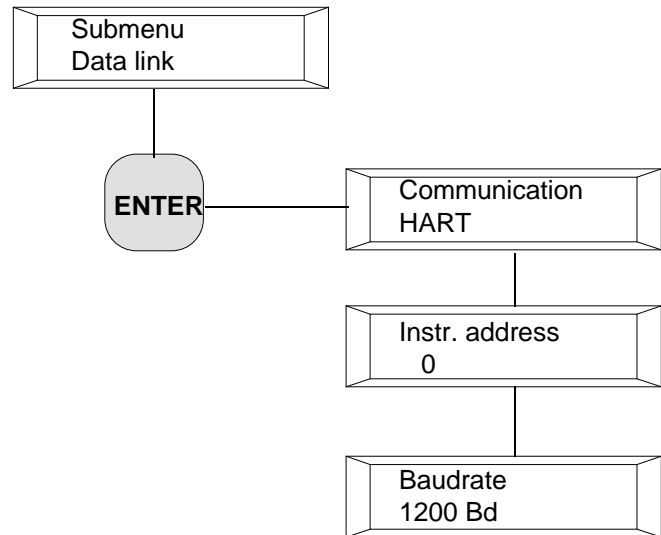 Submenu
Data link
ENTER
Communication
HART
Instr. address
0
Baudrate
1200 Bd